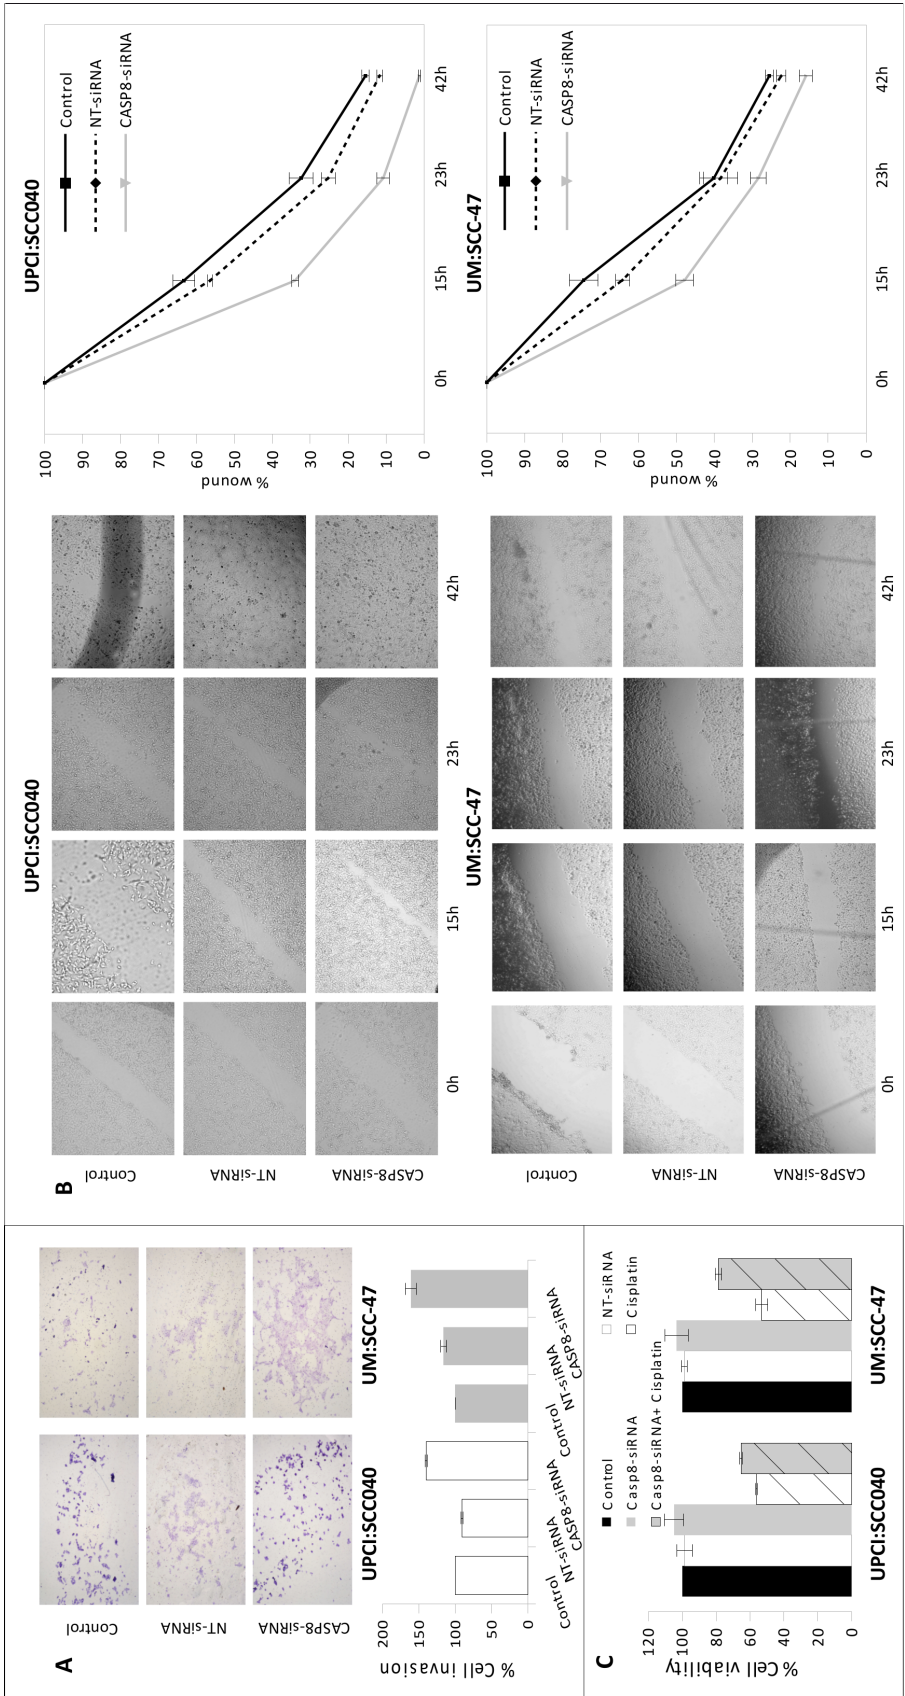 A
Control
NT-siRNA
CASP8-siRNA
UPCI:SCC040
UM:SCC-47
% Cell invasion
200
150
100
50
0
Control
NT-siRNA
CASP8-siRNA
Control
NT-siRNA
CASP8-siRNA
C
% Cell viability
120
100
80
60
40
20
0
Control
NT-siRNA
Casp8-siRNA
Cisplatin
Casp8-siRNA+ Cisplatin
UPCI:SCC040
UM:SCC-47
B
UPCI:SCC040
Control
NT-siRNA
CASP8-siRNA
0h
15h
23h
42h
UM:SCC-47
Control
NT-siRNA
CASP8-siRNA
0h
15h
23h
42h
UPCI:SCC040
% wound
100
90
80
70
60
50
40
30
20
10
0
0h
15h
23h
42h
Control
NT-siRNA
CASP8-siRNA
UM:SCC-47
% wound
100
90
80
70
60
50
40
30
20
10
0
0h
15h
23h
42h
Control
NT-siRNA
CASP8-siRNA